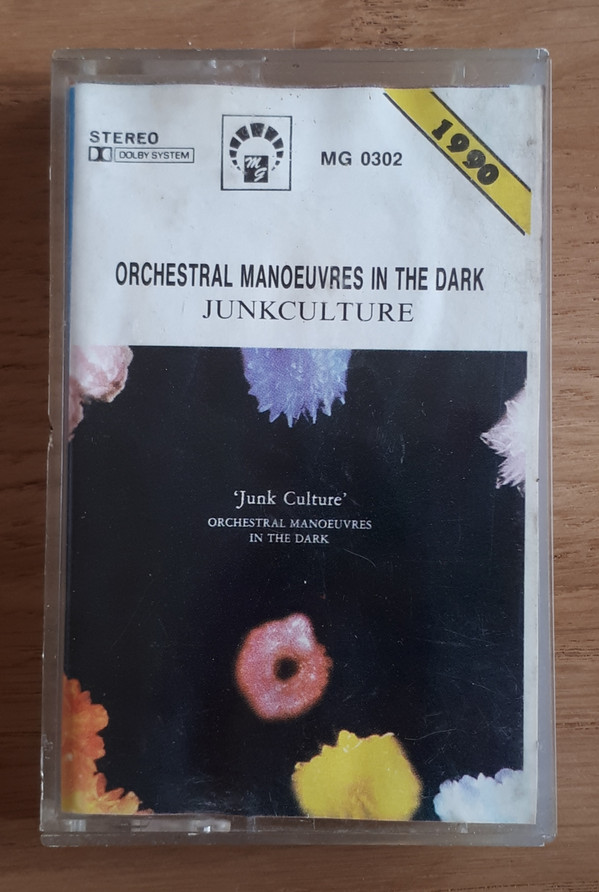 STEREO
DOLBY SYSTEM
MG
MG 0302
1990
ORCHESTRAL MANOEUVRES IN THE DARK
JUNKCULTURE
‘Junk Culture’
ORCHESTRAL MANOEUVRES
IN THE DARK